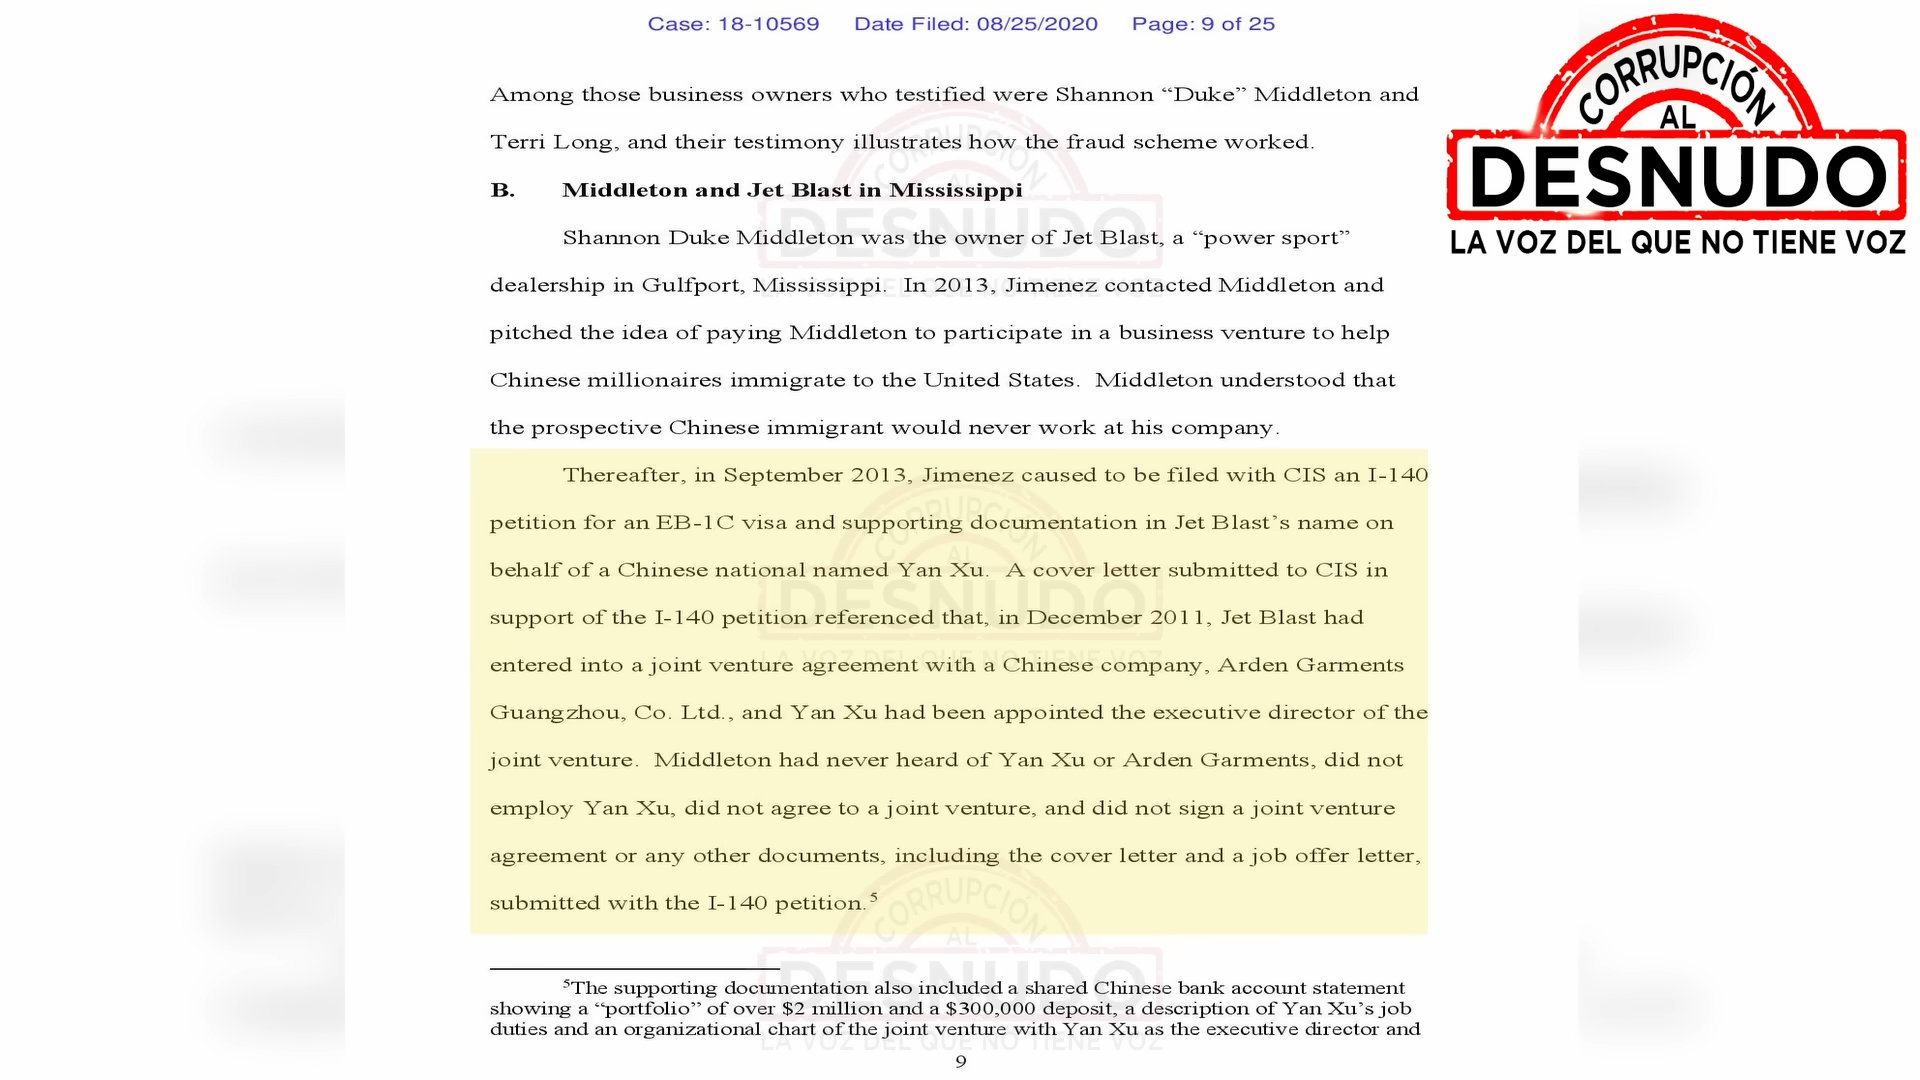 Case: 18-10569 Date Filed: 08/25/2020 Page: 9 of 25
CORRUPCIÓN
AL
DESNUDO
LA VOZ DEL QUE NO TIENE VOZ
Among those business owners who testified were Shannon “Duke” Middleton and
Terri Long, and their testimony illustrates how the fraud scheme worked.
B. Middleton and Jet Blast in Mississippi
Shannon Duke Middleton was the owner of Jet Blast, a “power sport”
dealership in Gulfport, Mississippi. In 2013, Jimenez contacted Middleton and
pitched the idea of paying Middleton to participate in a business venture to help
Chinese millionaires immigrate to the United States. Middleton understood that
the prospective Chinese immigrant would never work at his company.
Thereafter, in September 2013, Jimenez caused to be filed with CIS an I-140
petition for an EB-1C visa and supporting documentation in Jet Blast’s name on
behalf of a Chinese national named Yan Xu. A cover letter submitted to CIS in
support of the I-140 petition referenced that, in December 2011, Jet Blast had
entered into a joint venture agreement with a Chinese company, Arden Garments
Guangzhou, Co. Ltd., and Yan Xu had been appointed the executive director of the
joint venture. Middleton had never heard of Yan Xu or Arden Garments, did not
employ Yan Xu, did not agree to a joint venture, and did not sign a joint venture
agreement or any other documents, including the cover letter and a job offer letter,
submitted with the I-140 petition.5
5The supporting documentation also included a shared Chinese bank account statement
showing a “portfolio” of over $2 million and a $300,000 deposit, a description of Yan Xu’s job
duties and an organizational chart of the joint venture with Yan Xu as the executive director and
9